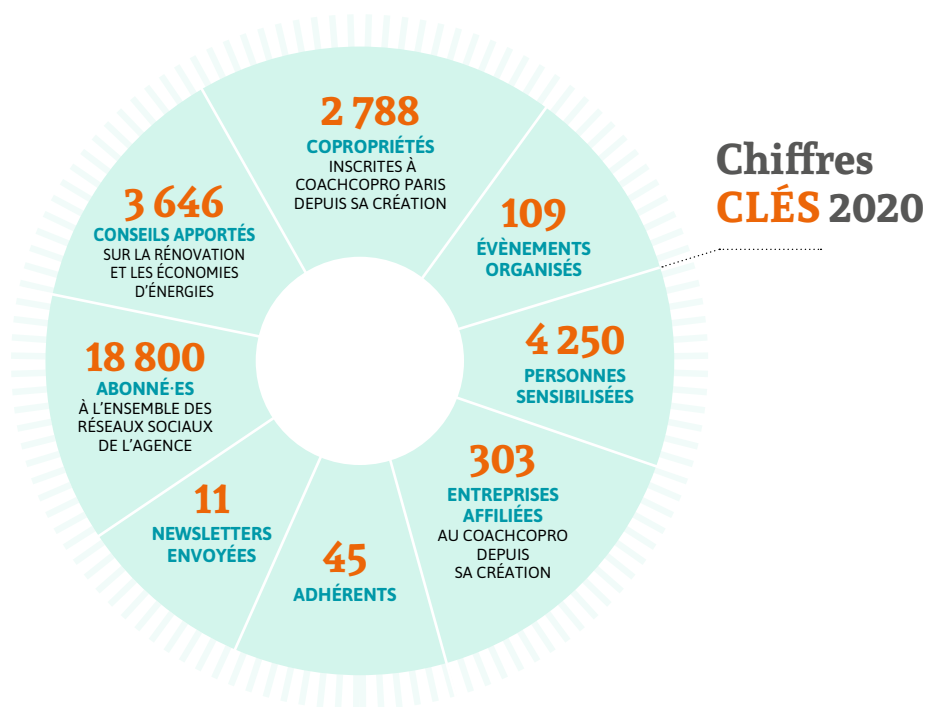 Chiffres
CLÉS 2020
2 788
COPROPRIÉTÉS
INSCRITES À
COACHCOPRO PARIS
DEPUIS SA CRÉATION
109
ÉVÈNEMENTS
ORGANISÉS
4 250
PERSONNES
SENSIBILISÉES
303
ENTREPRISES
AFFILIÉES
AU COACHCOPRO
DEPUIS
SA CRÉATION
45
ADHÉRENTS
11
NEWSLETTERS
ENVOYÉES
18 800
ABONNÉ·ES
À L'ENSEMBLE DES
RÉSEAUX SOCIAUX
DE L'AGENCE
3 646
CONSEILS APPORTÉS
SUR LA RÉNOVATION
ET LES ÉCONOMIES
D'ÉNERGIES